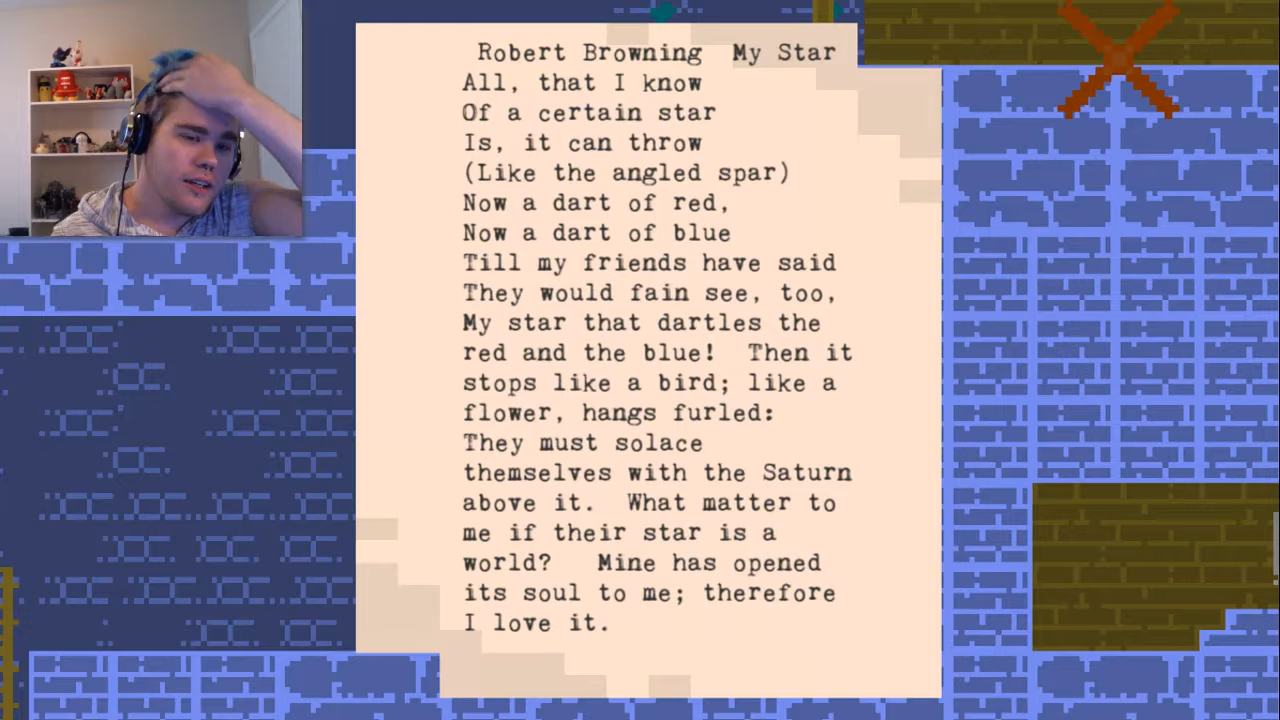 Robert Browning  My Star
All, that I know
Of a certain star
Is, it can throw
(Like the angled spar)
Now a dart of red,
Now a dart of blue
Till my friends have said
They would fain see, too,
My star that dartles the
red and the blue!  Then it
stops like a bird; like a
flower, hangs furled:
They must solace
themselves with the Saturn
above it.  What matter to
me if their star is a
world?   Mine has opened
its soul to me; therefore
I love it.